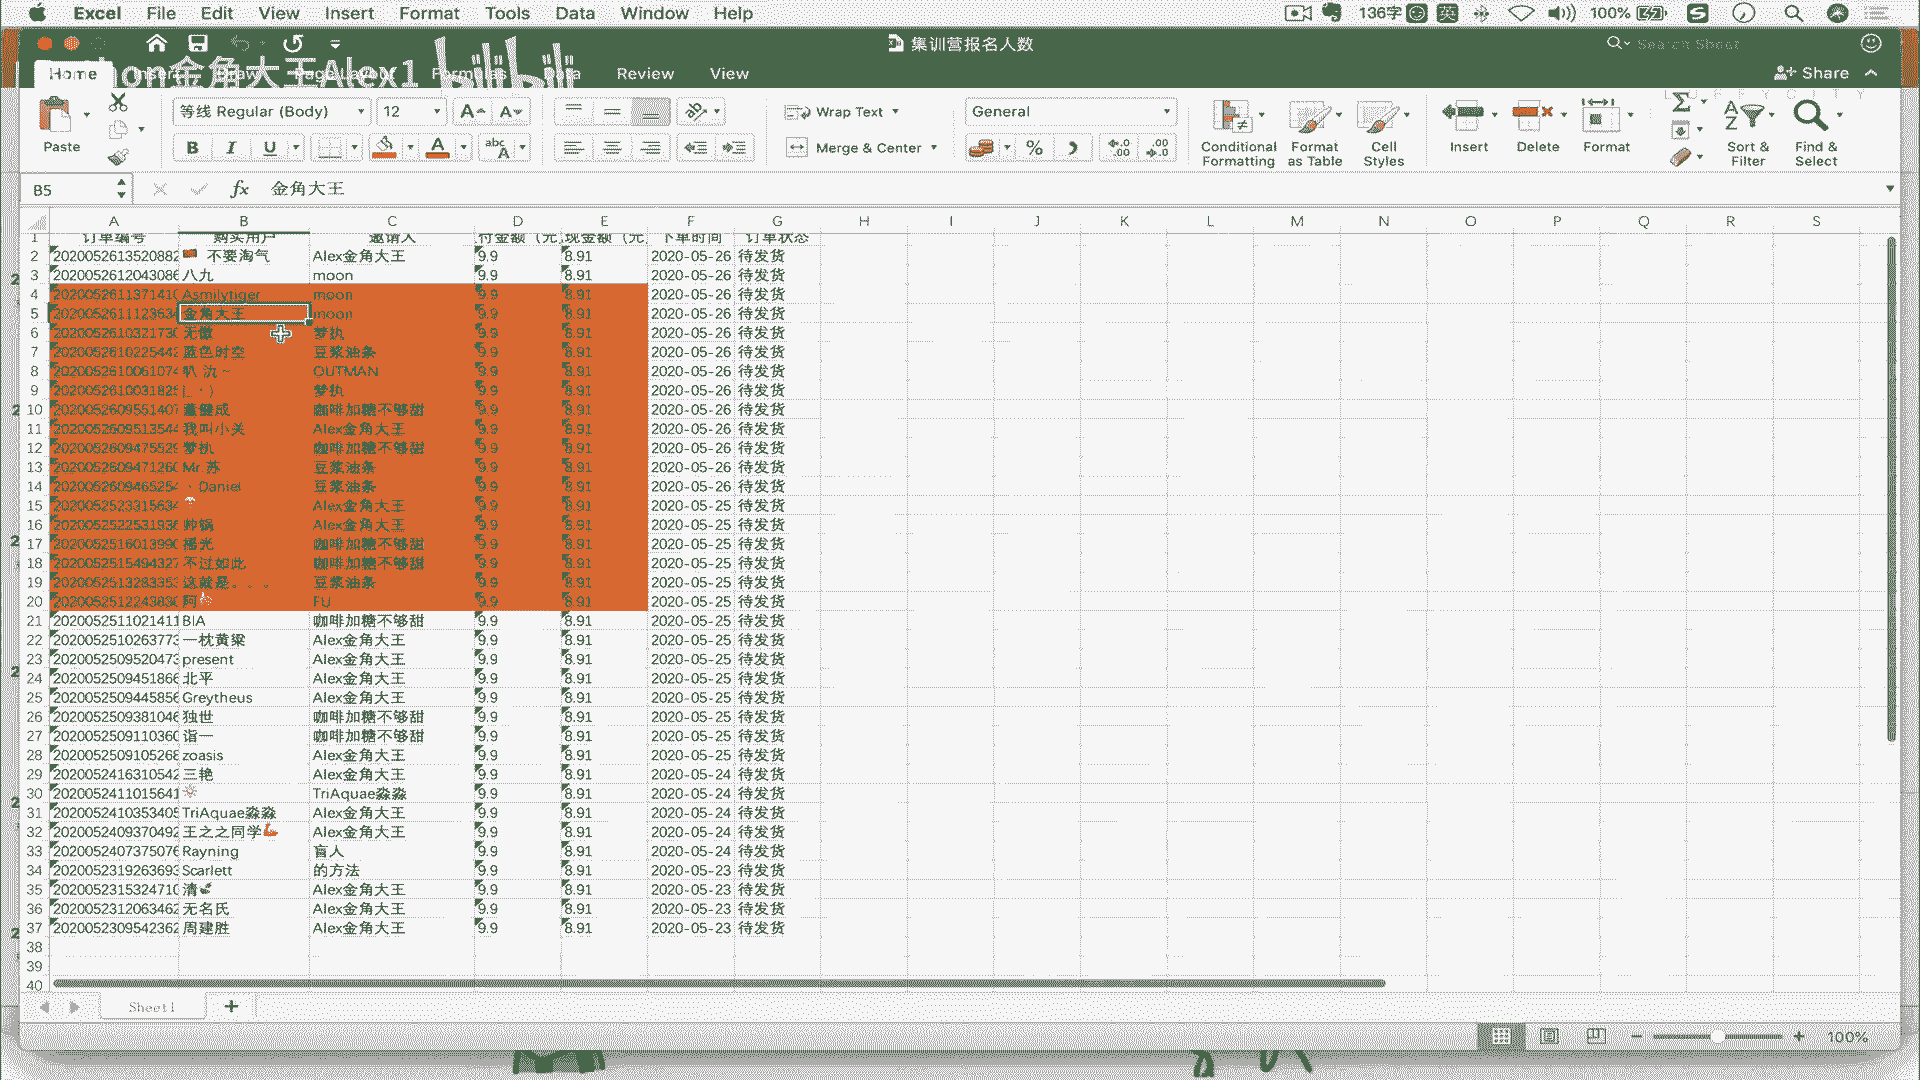 Excel File Edit View Insert Format Tools Data Window Help 136字 英 100%
集训营报名人数 Search Sheet
hon金角大王Alex1 bilibili
Home Insert Draw Page Layout Formulas Data Review View Share
等线 Regular (Body) 12 Wrap Text General
Paste B I U Merge & Center % Conditional Formatting Format as Table Cell Styles Insert Delete Format Sort & Filter Find & Select
B5 fx 金角大王
A B C D E F G H I J K L M N O P Q R S
1 订单编号 购买用户 邀请人 付金额（元 现金额（元 下单时间 订单状态
2 2020052613520882 不要淘气 Alex金角大王 9.9 8.91 2020-05-26 待发货
3 2020052612043086 八九 moon 9.9 8.91 2020-05-26 待发货
4 Asmilytiger moon 9.9 8.91 2020-05-26 待发货
5 金角大王 moon 9.9 8.91 2020-05-26 待发货
6 无傲 梦执 9.9 8.91 2020-05-26 待发货
7 蓝色时空 豆浆油条 9.9 8.91 2020-05-26 待发货
8 OUTMAN 9.9 8.91 2020-05-26 待发货
9 梦执 9.9 8.91 2020-05-26 待发货
10 董健成 咖啡加糖不够甜 9.9 8.91 2020-05-26 待发货
11 我叫小关 Alex金角大王 9.9 8.91 2020-05-26 待发货
12 梦执 咖啡加糖不够甜 9.9 8.91 2020-05-26 待发货
13 Mr.苏 豆浆油条 9.9 8.91 2020-05-26 待发货
14 Daniel 豆浆油条 9.9 8.91 2020-05-26 待发货
15 Alex金角大王 9.9 8.91 2020-05-25 待发货
16 帅锅 Alex金角大王 9.9 8.91 2020-05-25 待发货
17 摇光 咖啡加糖不够甜 9.9 8.91 2020-05-25 待发货
18 不过如此 咖啡加糖不够甜 9.9 8.91 2020-05-25 待发货
19 这就是。。。 豆浆油条 9.9 8.91 2020-05-25 待发货
20 阿 FU 9.9 8.91 2020-05-25 待发货
21 2020052511021411 BIA 咖啡加糖不够甜 9.9 8.91 2020-05-25 待发货
22 2020052510263773 一枕黄粱 Alex金角大王 9.9 8.91 2020-05-25 待发货
23 2020052509520473 present Alex金角大王 9.9 8.91 2020-05-25 待发货
24 2020052509451866 北平 Alex金角大王 9.9 8.91 2020-05-25 待发货
25 2020052509445856 Greytheus Alex金角大王 9.9 8.91 2020-05-25 待发货
26 2020052509381046 独世 咖啡加糖不够甜 9.9 8.91 2020-05-25 待发货
27 2020052509110360 诣一 咖啡加糖不够甜 9.9 8.91 2020-05-25 待发货
28 2020052509105268 zoasis Alex金角大王 9.9 8.91 2020-05-25 待发货
29 2020052416310542 三艳 Alex金角大王 9.9 8.91 2020-05-24 待发货
30 2020052411015641 TriAquae淼淼 9.9 8.91 2020-05-24 待发货
31 2020052410353405 TriAquae淼淼 Alex金角大王 9.9 8.91 2020-05-24 待发货
32 2020052409370492 王之之同学 Alex金角大王 9.9 8.91 2020-05-24 待发货
33 2020052407375076 Rayning 盲人 9.9 8.91 2020-05-24 待发货
34 2020052319263693 Scarlett 的方法 9.9 8.91 2020-05-23 待发货
35 2020052315324710 清 Alex金角大王 9.9 8.91 2020-05-23 待发货
36 2020052312063462 无名氏 Alex金角大王 9.9 8.91 2020-05-23 待发货
37 2020052309542362 周建胜 Alex金角大王 9.9 8.91 2020-05-23 待发货
38
39
40
Sheet1
100%